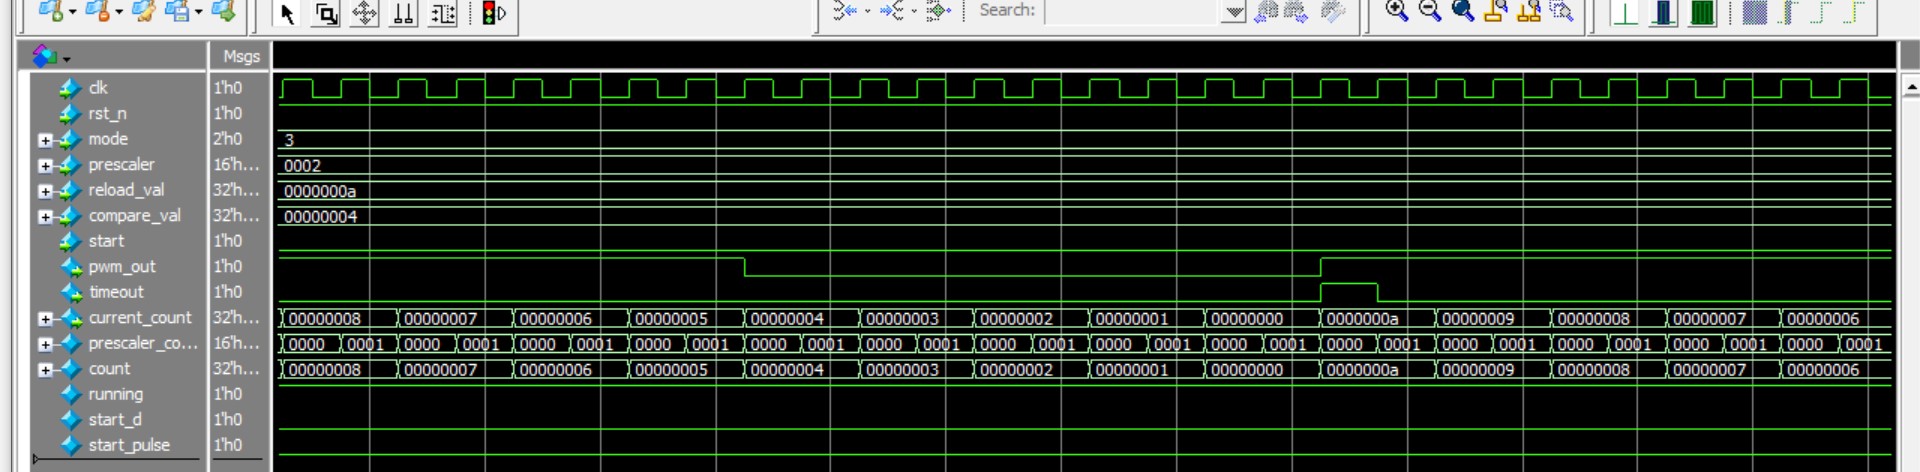 Search:
Msgs
clk 1'h0
rst_n 1'h0
mode 2'h0 3
prescaler 16'h... 0002
reload_val 32'h... 0000000a
compare_val 32'h... 00000004
start 1'h0
pwm_out 1'h0
timeout 1'h0
current_count 32'h... 00000008 00000007 00000006 00000005 00000004 00000003 00000002 00000001 00000000 0000000a 00000009 00000008 00000007 00000006
prescaler_co... 16'h... 0000 0001 0000 0001 0000 0001 0000 0001 0000 0001 0000 0001 0000 0001 0000 0001 0000 0001 0000 0001 0000 0001 0000 0001 0000 0001 0000 0001
count 32'h... 00000008 00000007 00000006 00000005 00000004 00000003 00000002 00000001 00000000 0000000a 00000009 00000008 00000007 00000006
running 1'h0
start_d 1'h0
start_pulse 1'h0